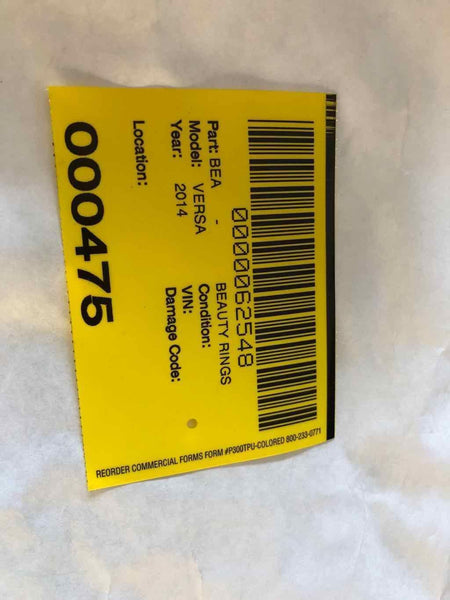 0000062548
Part: BEA - BEAUTY RINGS
Model: VERSA Condition:
Year: 2014 VIN:
Damage Code:
Location:
000475
REORDER COMMERCIAL FORMS FORM #P300TPU-COLORED 800-233-0771